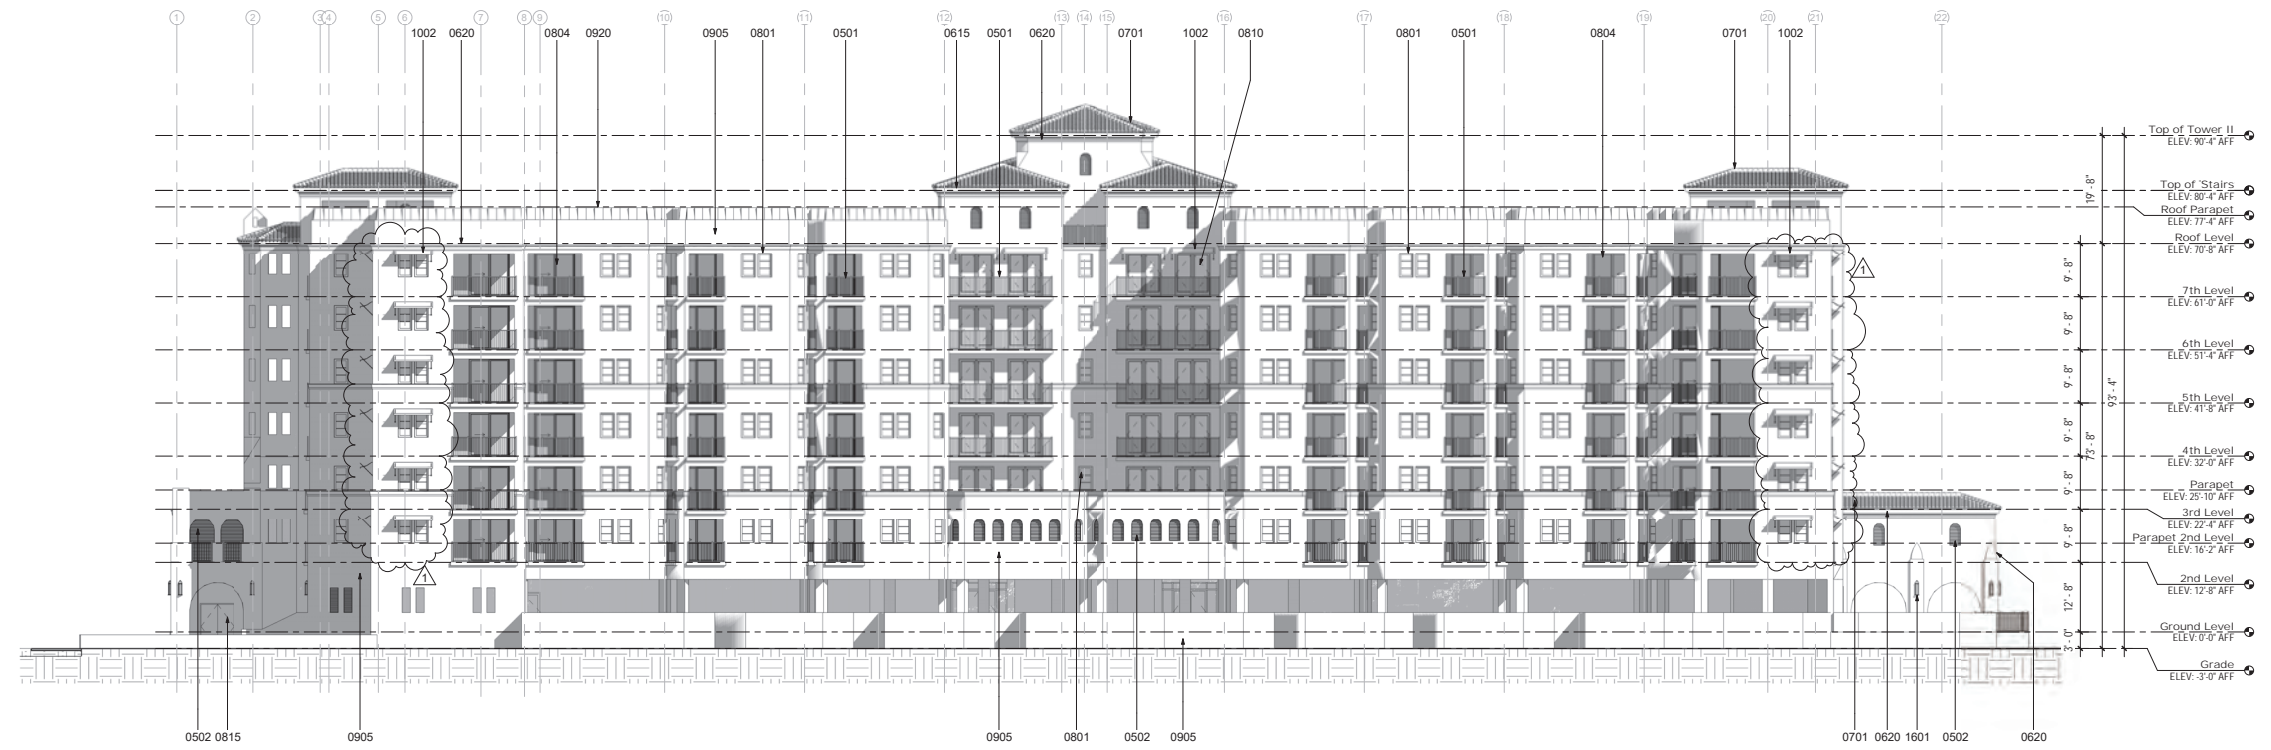 1 2 3 4 5 6 7 8 9 (10) (11) (12) (13) (14) (15) (16) (17) (18) (19) (20) (21) (22)
1002 0620 0804 0920 0905 0801 0501 0615 0501 0620 0701 1002 0810 0801 0501 0804 0701 1002
Top of Tower II
ELEV: 90'-4" AFF
Top of 'Stairs
ELEV: 80'-4" AFF
Roof Parapet
ELEV: 77'-4" AFF
Roof Level
ELEV: 70'-8" AFF
7th Level
ELEV: 61'-0" AFF
6th Level
ELEV: 51'-4" AFF
5th Level
ELEV: 41'-8" AFF
4th Level
ELEV: 32'-0" AFF
Parapet
ELEV: 25'-10" AFF
3rd Level
ELEV: 22'-4" AFF
Parapet 2nd Level
ELEV: 16'-2" AFF
2nd Level
ELEV: 12'-8" AFF
Ground Level
ELEV: 0'-0" AFF
Grade
ELEV: -3'-0" AFF
19' - 8"
9' - 8"
9' - 8"
9' - 8"
9' - 8"
9' - 8"
9' - 8"
12' - 8"
3' - 0"
73' - 8"
93' - 4"
1
1
0502 0815 0905 0905 0801 0502 0905 0701 0620 1601 0502 0620